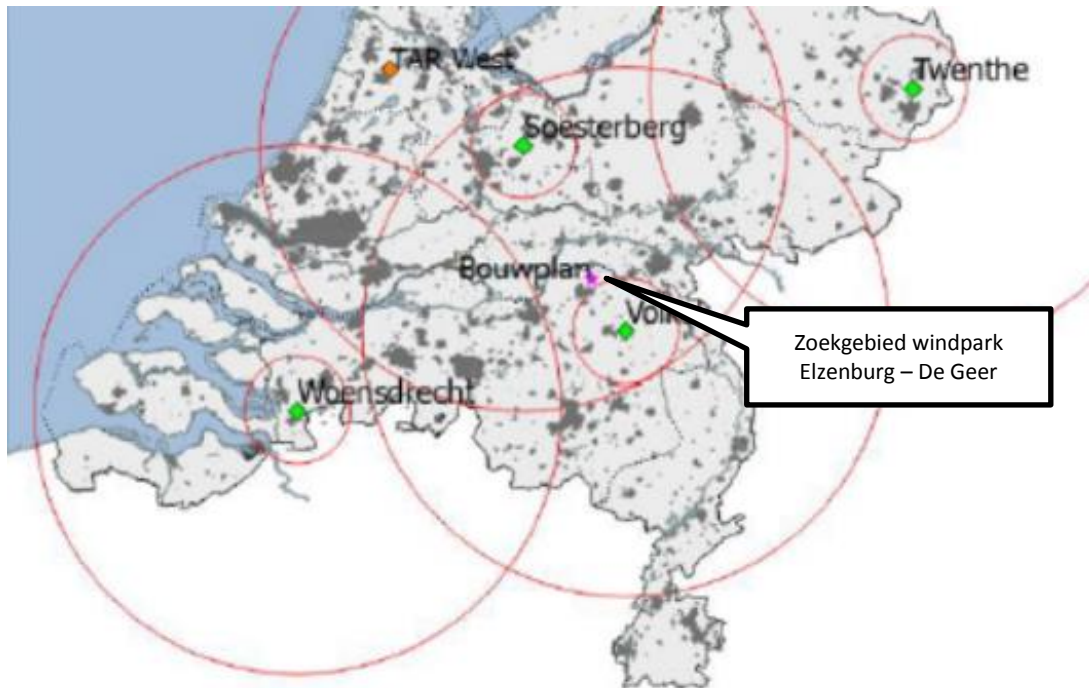 TAR West
Twenthe
Soesterberg
Bouwplan
Volkel
Zoekgebied windpark
Elzenburg – De Geer
Woensdrecht